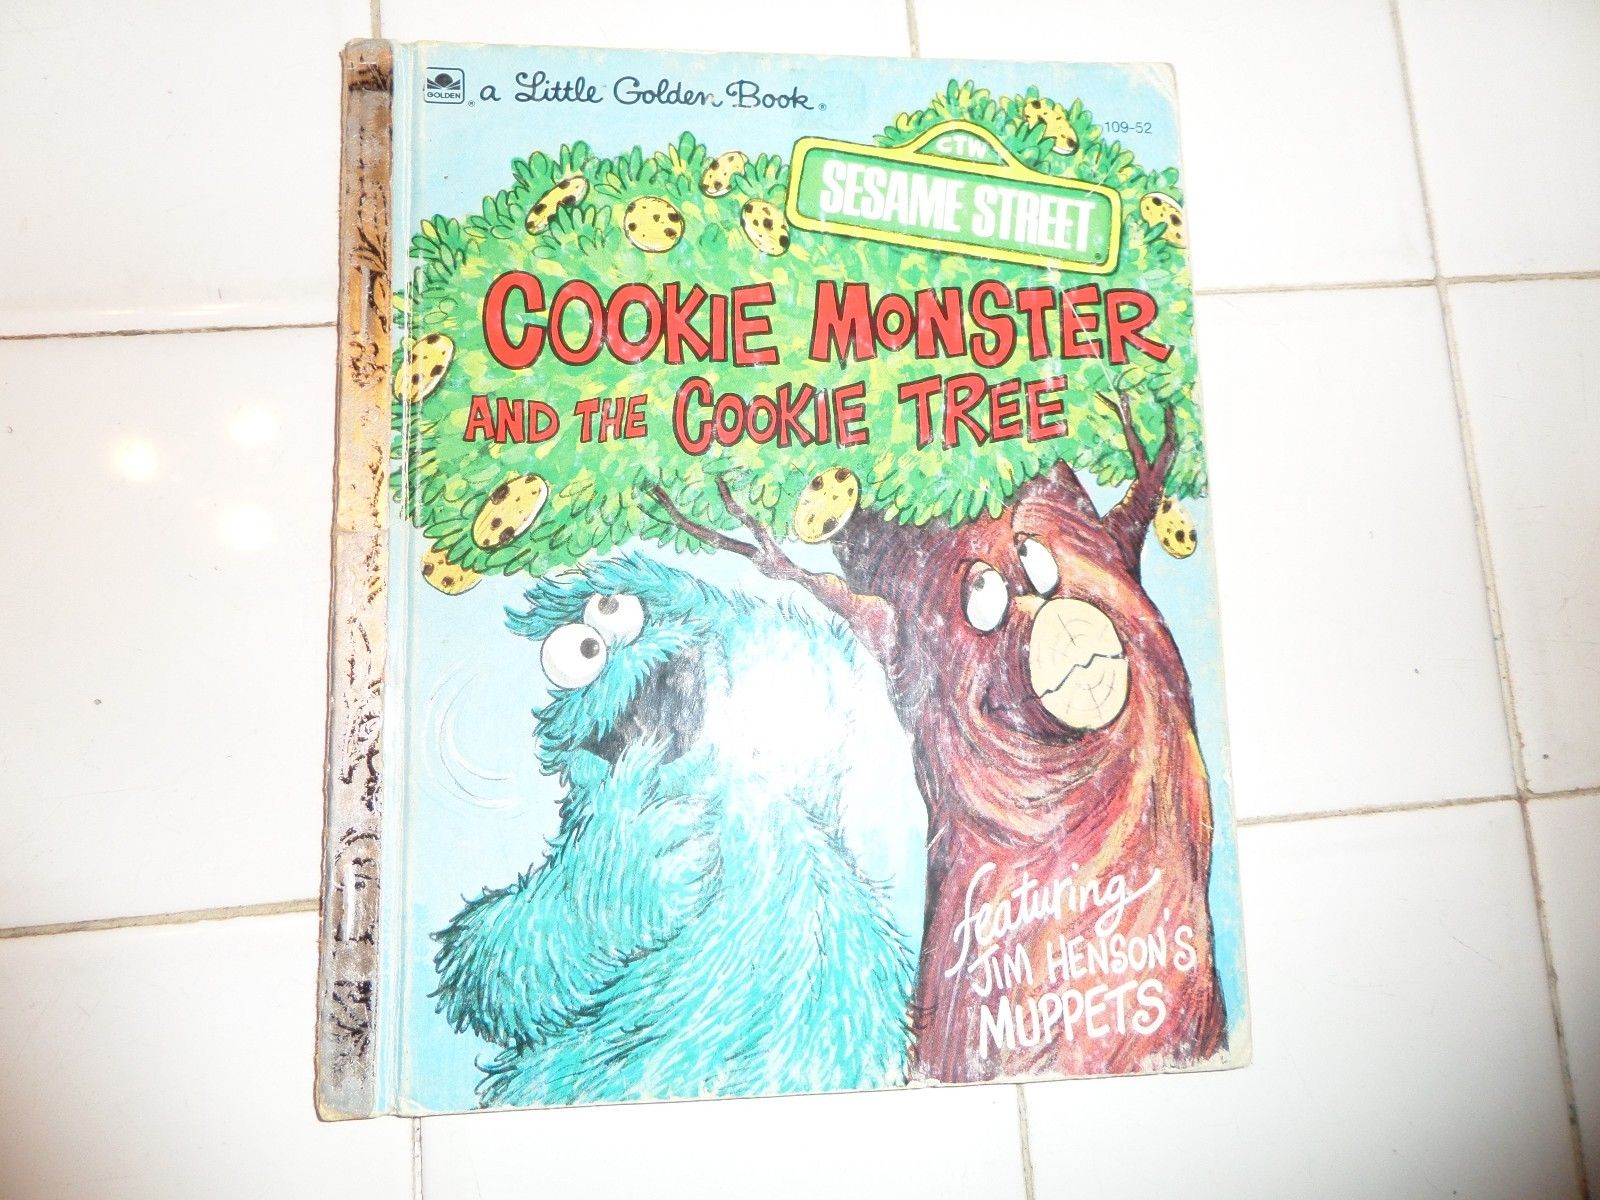 GOLDEN
® a Little Golden Book®
109-52
CTW
SESAME STREET
COOKIE MONSTER
AND THE COOKIE TREE
featuring
JIM HENSON'S
MUPPETS